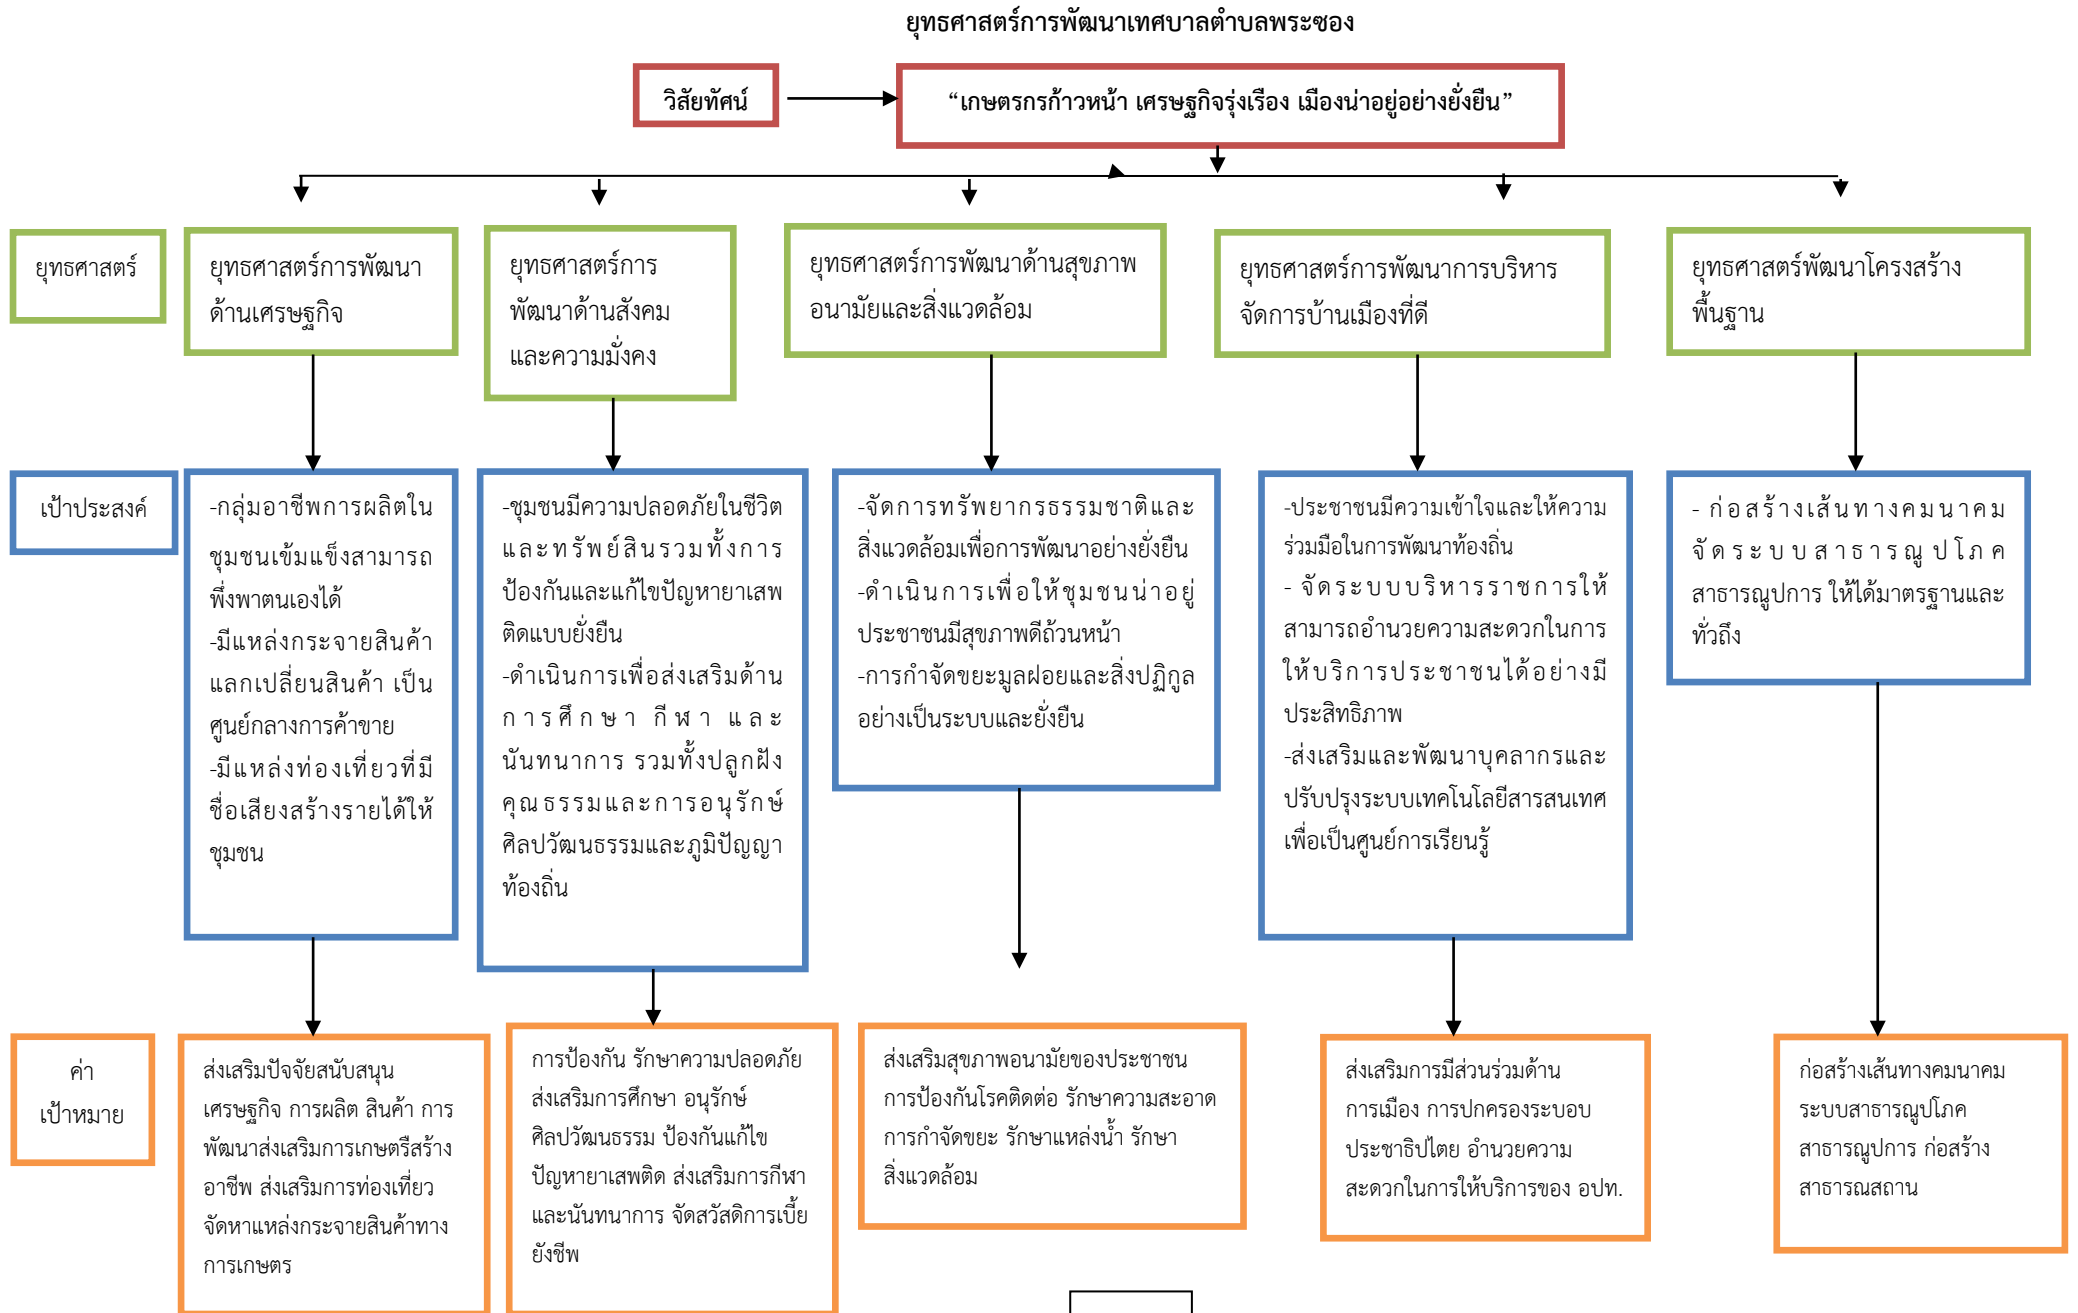 ยุทธศาสตร์การพัฒนาเทศบาลตำบลพระซอง
วิสัยทัศน์
“เกษตรกรก้าวหน้า เศรษฐกิจรุ่งเรือง เมืองน่าอยู่อย่างยั่งยืน”
ยุทธศาสตร์
ยุทธศาสตร์การพัฒนา
ด้านเศรษฐกิจ
ยุทธศาสตร์การ
พัฒนาด้านสังคม
และความมั่งคง
ยุทธศาสตร์การพัฒนาด้านสุขภาพ
อนามัยและสิ่งแวดล้อม
ยุทธศาสตร์การพัฒนาการบริหาร
จัดการบ้านเมืองที่ดี
ยุทธศาสตร์พัฒนาโครงสร้าง
พื้นฐาน
เป้าประสงค์
-กลุ่มอาชีพการผลิตใน
ชุมชนเข้มแข็งสามารถ
พึ่งพาตนเองได้
-มีแหล่งกระจายสินค้า
แลกเปลี่ยนสินค้า เป็น
ศูนย์กลางการค้าขาย
-มีแหล่งท่องเที่ยวที่มี
ชื่อเสียงสร้างรายได้ให้
ชุมชน
-ชุมชนมีความปลอดภัยในชีวิต
และทรัพย์สินรวมทั้งการ
ป้องกันและแก้ไขปัญหายาเสพ
ติดแบบยั่งยืน
-ดำเนินการเพื่อส่งเสริมด้าน
การศึกษา กีฬา และ
นันทนาการ รวมทั้งปลูกฝัง
คุณธรรมและการอนุรักษ์
ศิลปวัฒนธรรมและภูมิปัญญา
ท้องถิ่น
-จัดการทรัพยากรธรรมชาติและ
สิ่งแวดล้อมเพื่อการพัฒนาอย่างยั่งยืน
-ดำเนินการเพื่อให้ชุมชนน่าอยู่
ประชาชนมีสุขภาพดีถ้วนหน้า
-การกำจัดขยะมูลฝอยและสิ่งปฏิกูล
อย่างเป็นระบบและยั่งยืน
-ประชาชนมีความเข้าใจและให้ความ
ร่วมมือในการพัฒนาท้องถิ่น
- จัดระบบบริหารราชการให้
สามารถอำนวยความสะดวกในการ
ให้บริการประชาชนได้อย่างมี
ประสิทธิภาพ
-ส่งเสริมและพัฒนาบุคลากรและ
ปรับปรุงระบบเทคโนโลยีสารสนเทศ
เพื่อเป็นศูนย์การเรียนรู้
- ก่อสร้างเส้นทางคมนาคม
จัดระบบสาธารณูปโภค
สาธารณูปการ ให้ได้มาตรฐานและ
ทั่วถึง
ค่า
เป้าหมาย
ส่งเสริมปัจจัยสนับสนุน
เศรษฐกิจ การผลิต สินค้า การ
พัฒนาส่งเสริมการเกษตรืสร้าง
อาชีพ ส่งเสริมการท่องเที่ยว
จัดหาแหล่งกระจายสินค้าทาง
การเกษตร
การป้องกัน รักษาความปลอดภัย
ส่งเสริมการศึกษา อนุรักษ์
ศิลปวัฒนธรรม ป้องกันแก้ไข
ปัญหายาเสพติด ส่งเสริมการกีฬา
และนันทนาการ จัดสวัสดิการเบี้ย
ยังชีพ
ส่งเสริมสุขภาพอนามัยของประชาชน
การป้องกันโรคติดต่อ รักษาความสะอาด
การกำจัดขยะ รักษาแหล่งน้ำ รักษา
สิ่งแวดล้อม
ส่งเสริมการมีส่วนร่วมด้าน
การเมือง การปกครองระบอบ
ประชาธิปไตย อำนวยความ
สะดวกในการให้บริการของ อปท.
ก่อสร้างเส้นทางคมนาคม
ระบบสาธารณูปโภค
สาธารณูปการ ก่อสร้าง
สาธารณสถาน